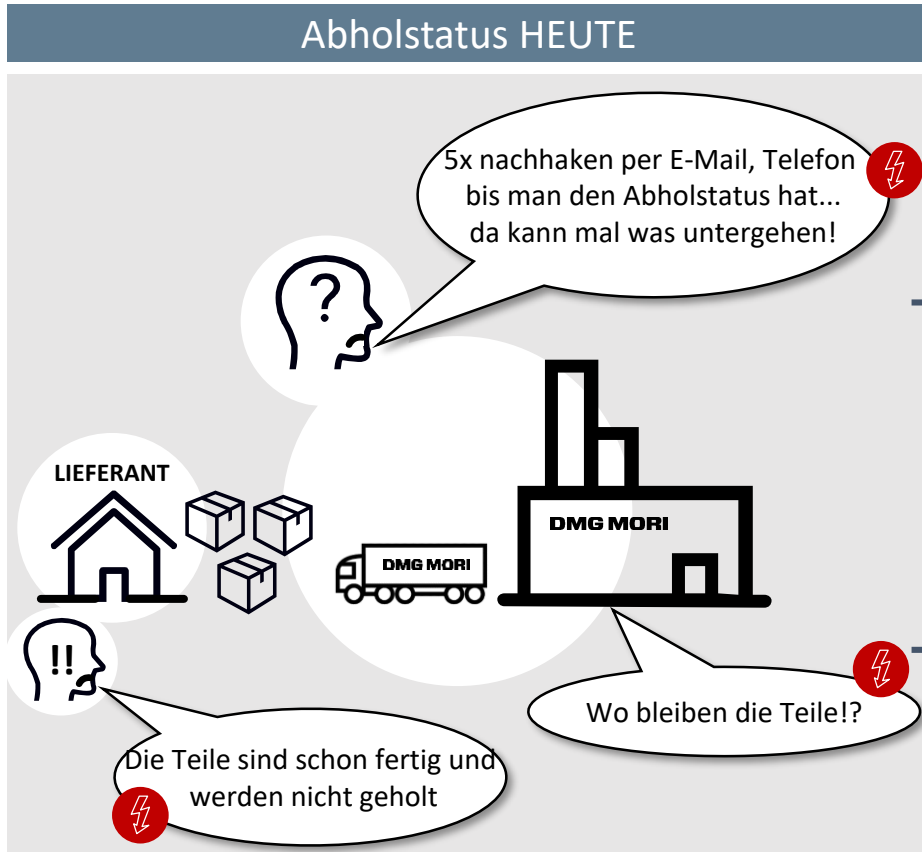 Abholstatus HEUTE
5x nachhaken per E-Mail, Telefon
bis man den Abholstatus hat...
da kann mal was untergehen!
?
LIEFERANT
DMG MORI
DMG MORI
!!
Wo bleiben die Teile!?
Die Teile sind schon fertig und
werden nicht geholt